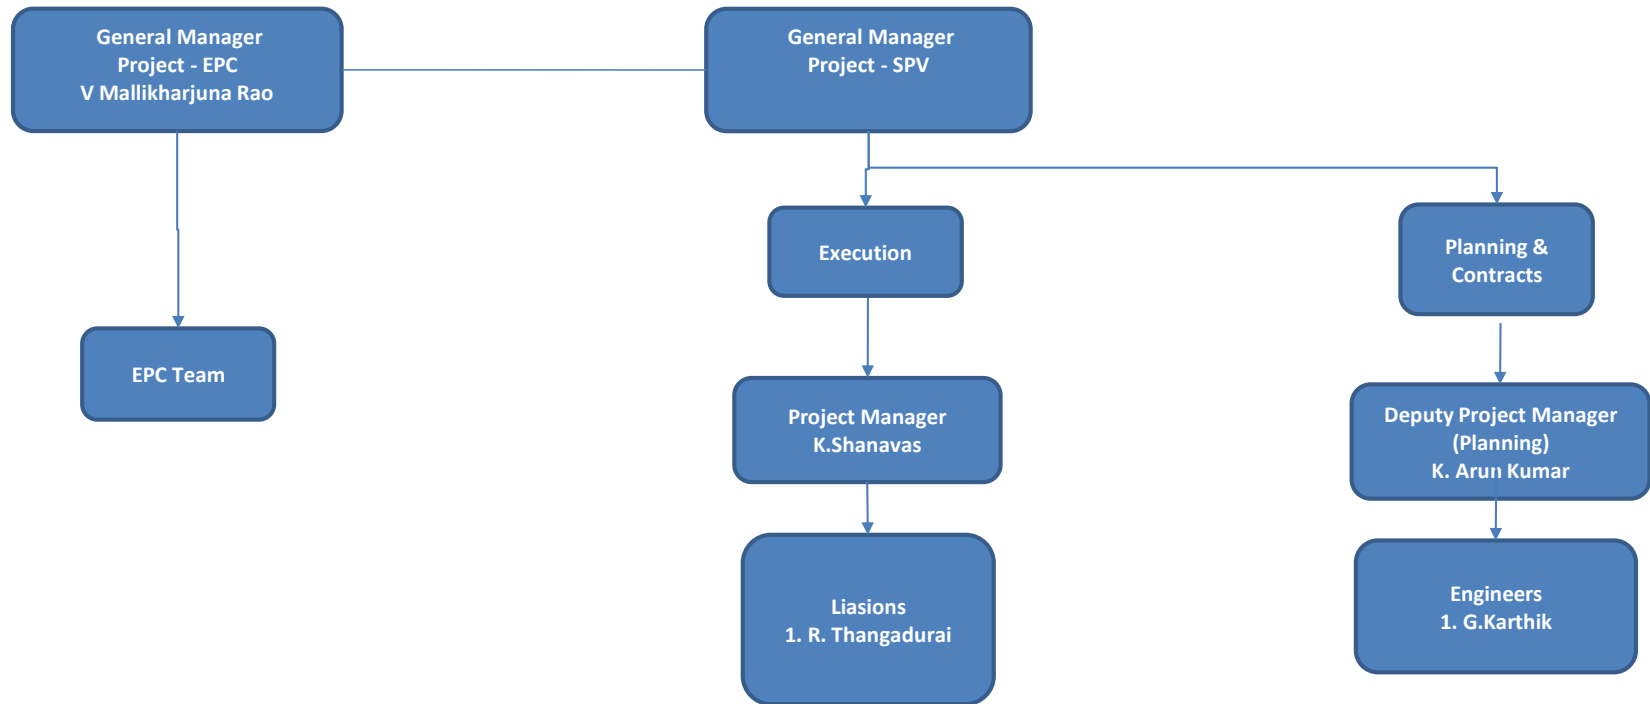 General Manager
Project - EPC
V Mallikharjuna Rao
General Manager
Project - SPV
Execution
Planning &
Contracts
EPC Team
Project Manager
K.Shanavas
Deputy Project Manager
(Planning)
K. Arun Kumar
Liasions
1. R. Thangadurai
Engineers
1. G.Karthik